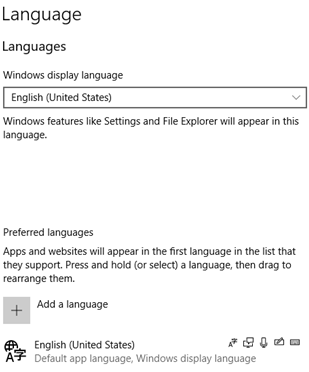 Language
Languages
Windows display language
English (United States)
Windows features like Settings and File Explorer will appear in this
language.
Preferred languages
Apps and websites will appear in the first language in the list that
they support. Press and hold (or select) a language, then drag to
rearrange them.
Add a language
English (United States)
Default app language, Windows display language